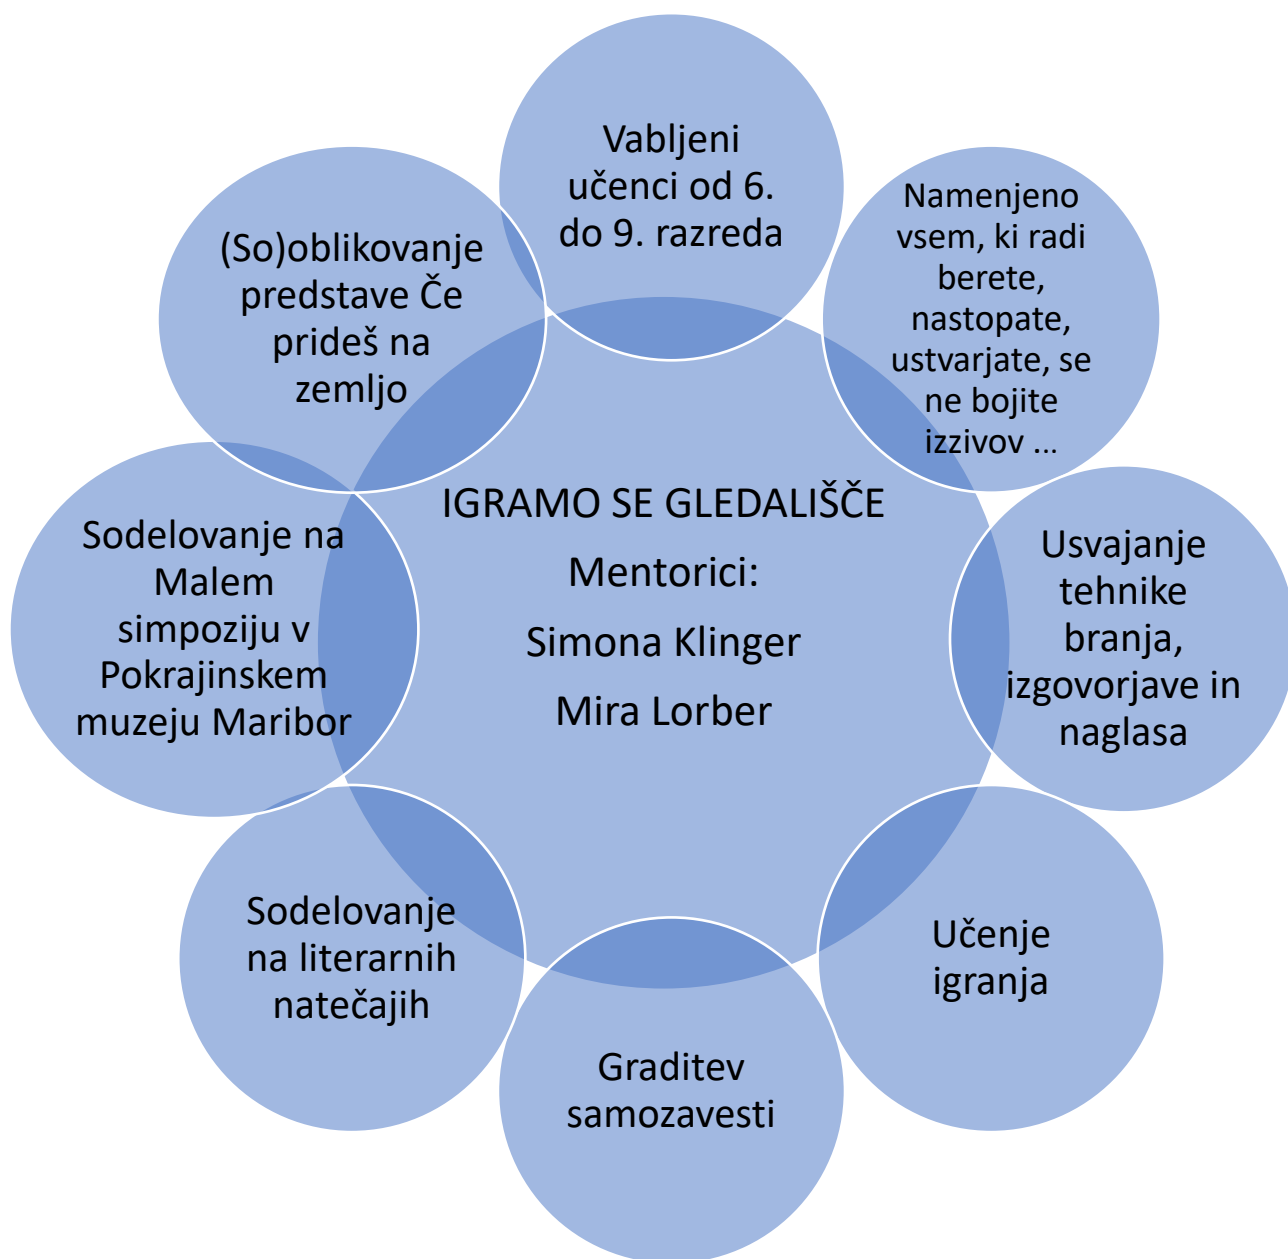 Vabljeni
učenci od 6.
do 9. razreda
Namenjeno
vsem, ki radi
berete,
nastopate,
ustvarjate, se
ne bojite
izzivov ...
Usvajanje
tehnike
branja,
izgovorjave in
naglasa
Učenje
igranja
Graditev
samozavesti
Sodelovanje
na literarnih
natečajih
Sodelovanje na
Malem
simpoziju v
Pokrajinskem
muzeju Maribor
(So)oblikovanje
predstave Če
prideš na
zemljo
IGRAMO SE GLEDALIŠČE
Mentorici:
Simona Klinger
Mira Lorber